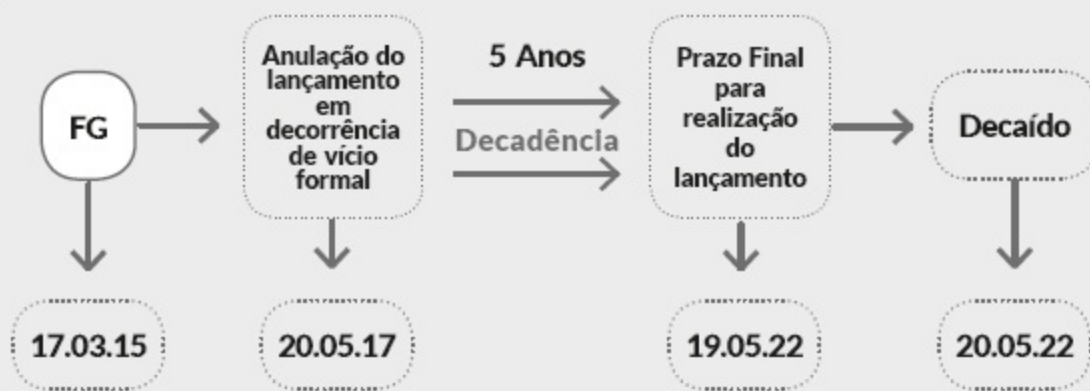 FG
Anulação do
lançamento
em
decorrência
de vício
formal
5 Anos
Decadência
Prazo Final
para
realização
do
lançamento
Decaído
17.03.15
20.05.17
19.05.22
20.05.22